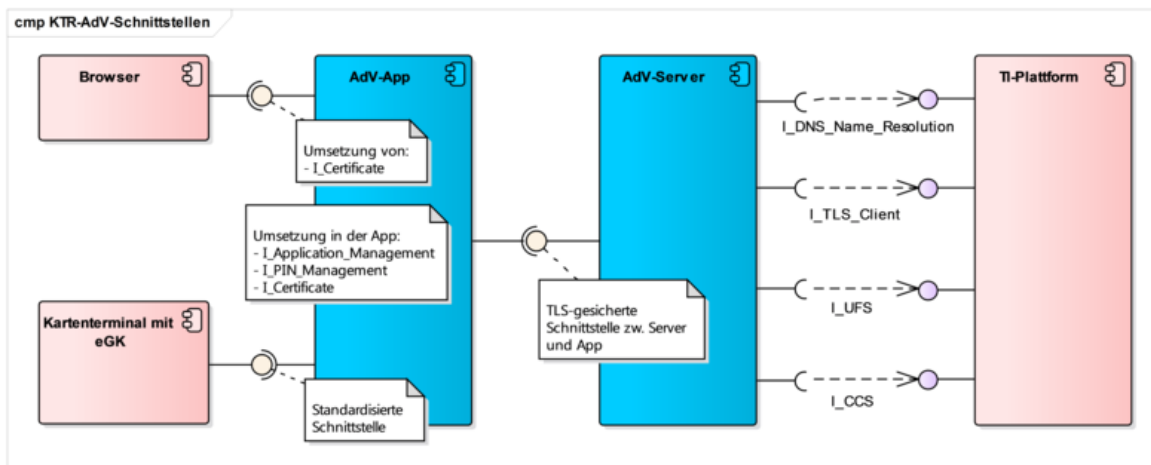 cmp KTR-AdV-Schnittstellen
Browser
AdV-App
AdV-Server
TI-Plattform
I_DNS_Name_Resolution
Umsetzung von:
- I_Certificate
I_TLS_Client
Umsetzung in der App:
- I_Application_Management
- I_PIN_Management
- I_Certificate
TLS-gesicherte
Schnittstelle zw. Server
und App
I_UFS
Kartenterminal mit
eGK
Standardisierte
Schnittstelle
I_CCS